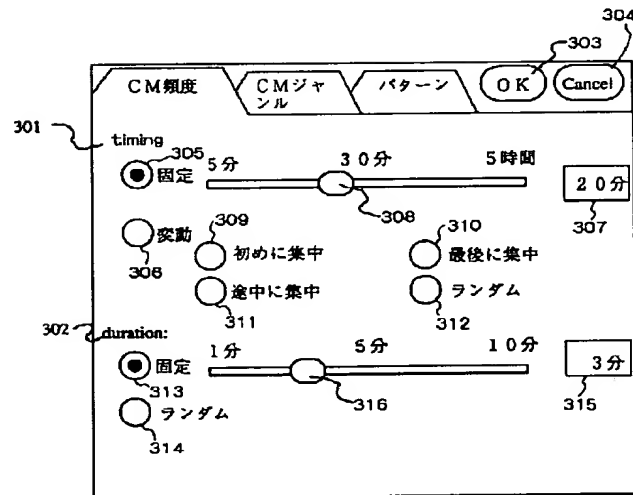 304
303
CM頻度
CMジャンル
パターン
OK
Cancel
301
timing
305
固定
5分
30分
5時間
20分
308
307
変動
306
309
初めに集中
310
最後に集中
途中に集中
311
ランダム
312
302
duration:
固定
313
1分
5分
10分
3分
316
315
ランダム
314